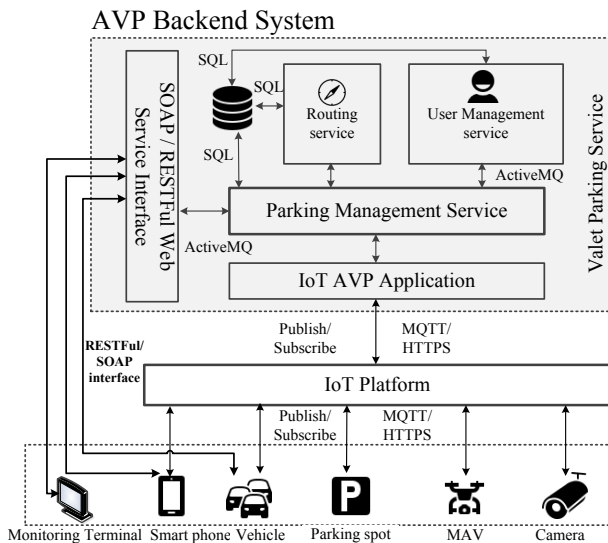 AVP Backend System
SOAP / RESTFul Web
Service Interface
SQL
SQL
SQL
Routing
service
User Management
service
ActiveMQ
Parking Management Service
ActiveMQ
IoT AVP Application
Valet Parking Service
Publish/
Subscribe
MQTT/
HTTPS
RESTFul/
SOAP
interface
IoT Platform
Publish/
Subscribe
MQTT/
HTTPS
P
Monitoring Terminal
Smart phone
Vehicle
Parking spot
MAV
Camera